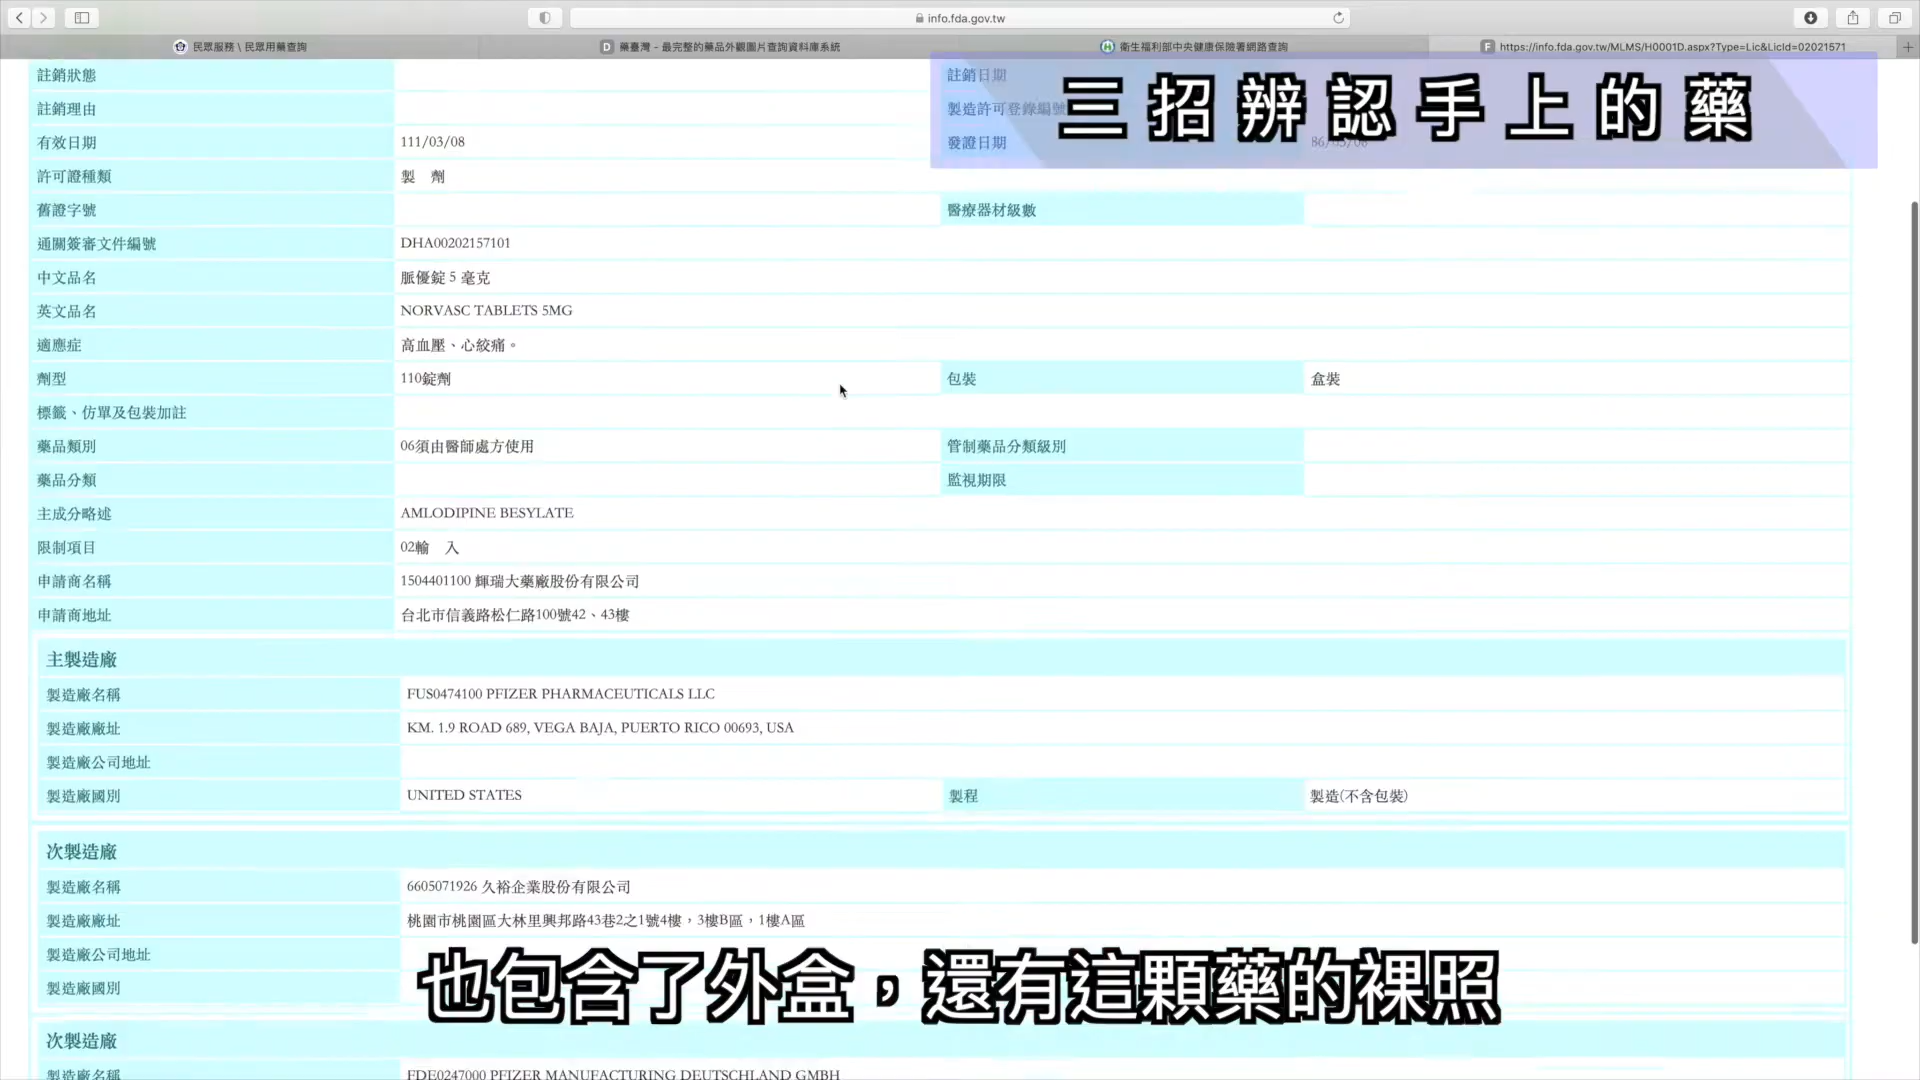 info.fda.gov.tw
民眾服務 \ 民眾用藥查詢
D 藥臺灣 - 最完整的藥品外觀圖片查詢資料庫系統
衛生福利部中央健康保險署網路查詢
F https://info.fda.gov.tw/MLMS/H0001D.aspx?Type=Lic&LicId=02021571
三招辨認手上的藥
註銷狀態 註銷日期
註銷理由 製造許可登錄編號
有效日期 111/03/08 發證日期 86/03/08
許可證種類 製 劑
舊證字號 醫療器材級數
通關簽審文件編號 DHA00202157101
中文品名 脈優錠 5 毫克
英文品名 NORVASC TABLETS 5MG
適應症 高血壓、心絞痛。
劑型 110錠劑 包裝 盒裝
標籤、仿單及包裝加註
藥品類別 06須由醫師處方使用 管制藥品分類級別
藥品分類 監視期限
主成分略述 AMLODIPINE BESYLATE
限制項目 02輸 入
申請商名稱 1504401100 輝瑞大藥廠股份有限公司
申請商地址 台北市信義路松仁路100號42、43樓
主製造廠
製造廠名稱 FUS0474100 PFIZER PHARMACEUTICALS LLC
製造廠廠址 KM. 1.9 ROAD 689, VEGA BAJA, PUERTO RICO 00693, USA
製造廠公司地址
製造廠國別 UNITED STATES 製程 製造(不含包裝)
次製造廠
製造廠名稱 6605071926 久裕企業股份有限公司
製造廠廠址 桃園市桃園區大林里興邦路43巷2之1號4樓，3樓B區，1樓A區
製造廠公司地址
製造廠國別
也包含了外盒，還有這顆藥的裸照
次製造廠
製造廠名稱 FDE0247000 PFIZER MANUFACTURING DEUTSCHLAND GMBH